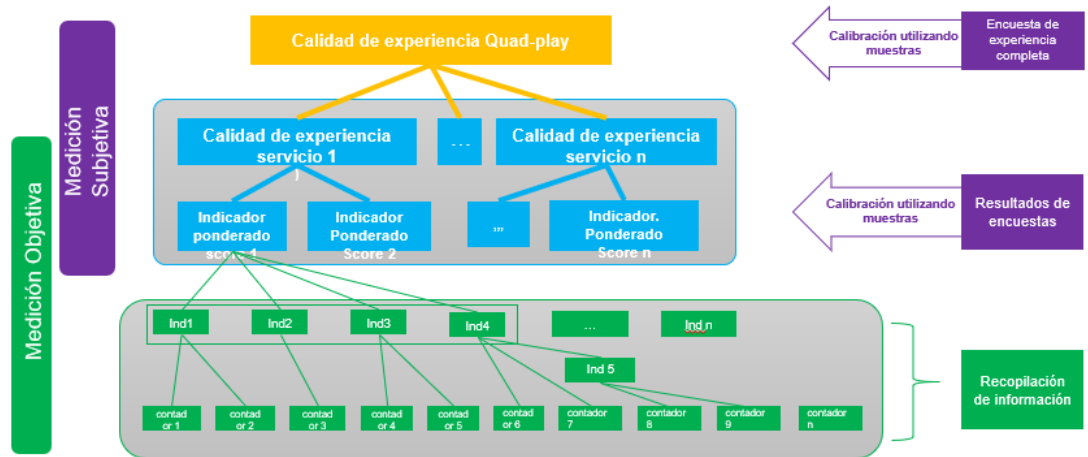 Calidad de experiencia Quad-play
Calibración utilizando
muestras
Encuesta de
experiencia
completa
Medición
Subjetiva
Medición Objetiva
Calidad de experiencia
servicio 1
)
...
Calidad de experiencia
servicio n
Indicador
ponderado
score 1
Indicador
Ponderado
Score 2
,,,
Indicador.
Ponderado
Score n
Calibración utilizando
muestras
Resultados de
encuestas
Ind1
Ind2
Ind3
Ind4
...
Ind n
Ind 5
contad
or 1
contad
or 2
contad
or 3
contad
or 4
contad
or 5
contad
or 6
contador
7
contador
8
contador
9
contador
n
Recopilación
de información